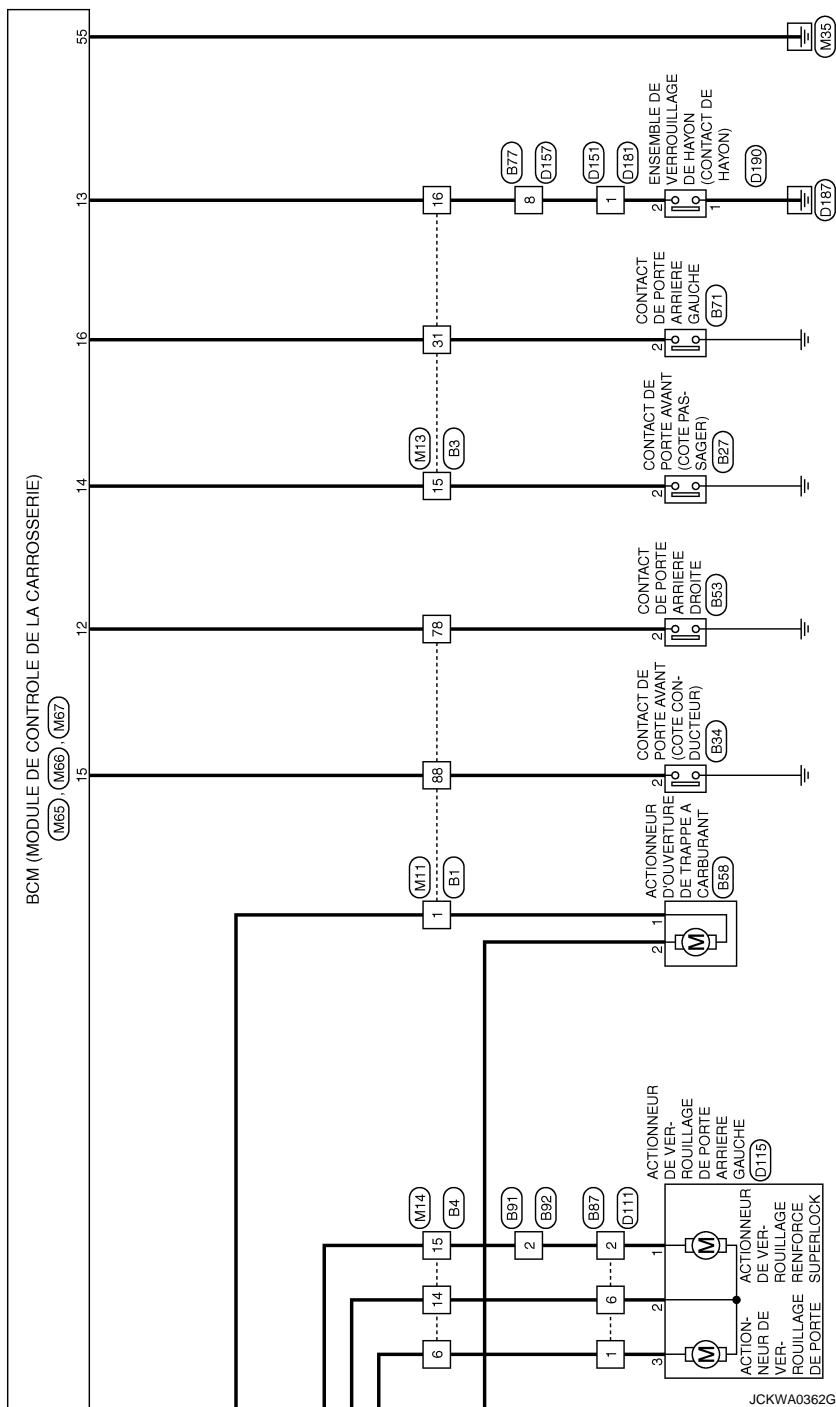 BCM (MODULE DE CONTROLE DE LA CARROSSERIE)
M65 , M66 , M67
15
12
14
16
13
55
M14
B4
6
14
15
B91
B92
2
B87
D111
1
6
2
3
2
1
M
M
ACTION-
NEUR DE
VER-
ROUILLAGE
DE PORTE
ACTIONNEUR
DE VER-
ROUILLAGE
RENFORCE
SUPERLOCK
ACTIONNEUR
DE VER-
ROUILLAGE
DE PORTE
ARRIERE
GAUCHE
D115
M11
B1
1
88
78
2
1
M
ACTIONNEUR
D'OUVERTURE
DE TRAPPE A
CARBURANT
B58
2
CONTACT DE
PORTE AVANT
(COTE CON-
DUCTEUR)
B34
2
CONTACT
DE PORTE
ARRIERE
DROITE
B53
M13
B3
15
31
16
2
CONTACT DE
PORTE AVANT
(COTE PAS-
SAGER)
B27
2
CONTACT
DE PORTE
ARRIERE
GAUCHE
B71
B77
D157
8
D151
D181
1
2
1
ENSEMBLE DE
VERROUILLAGE
DE HAYON
(CONTACT DE
HAYON)
D190
D187
M35
JCKWA0362G